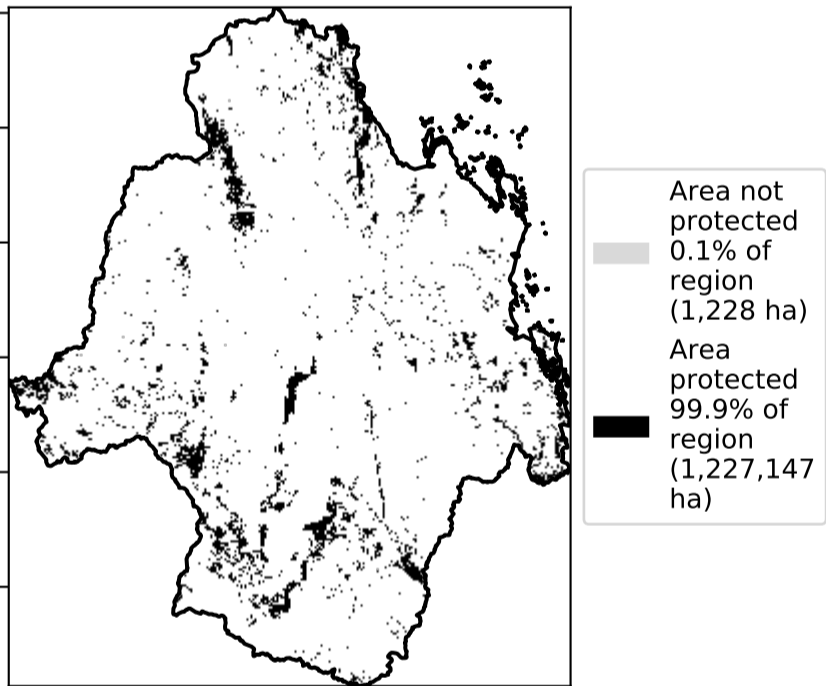 Area not
protected
0.1% of
region
(1,228 ha)
Area
protected
99.9% of
region
(1,227,147
ha)